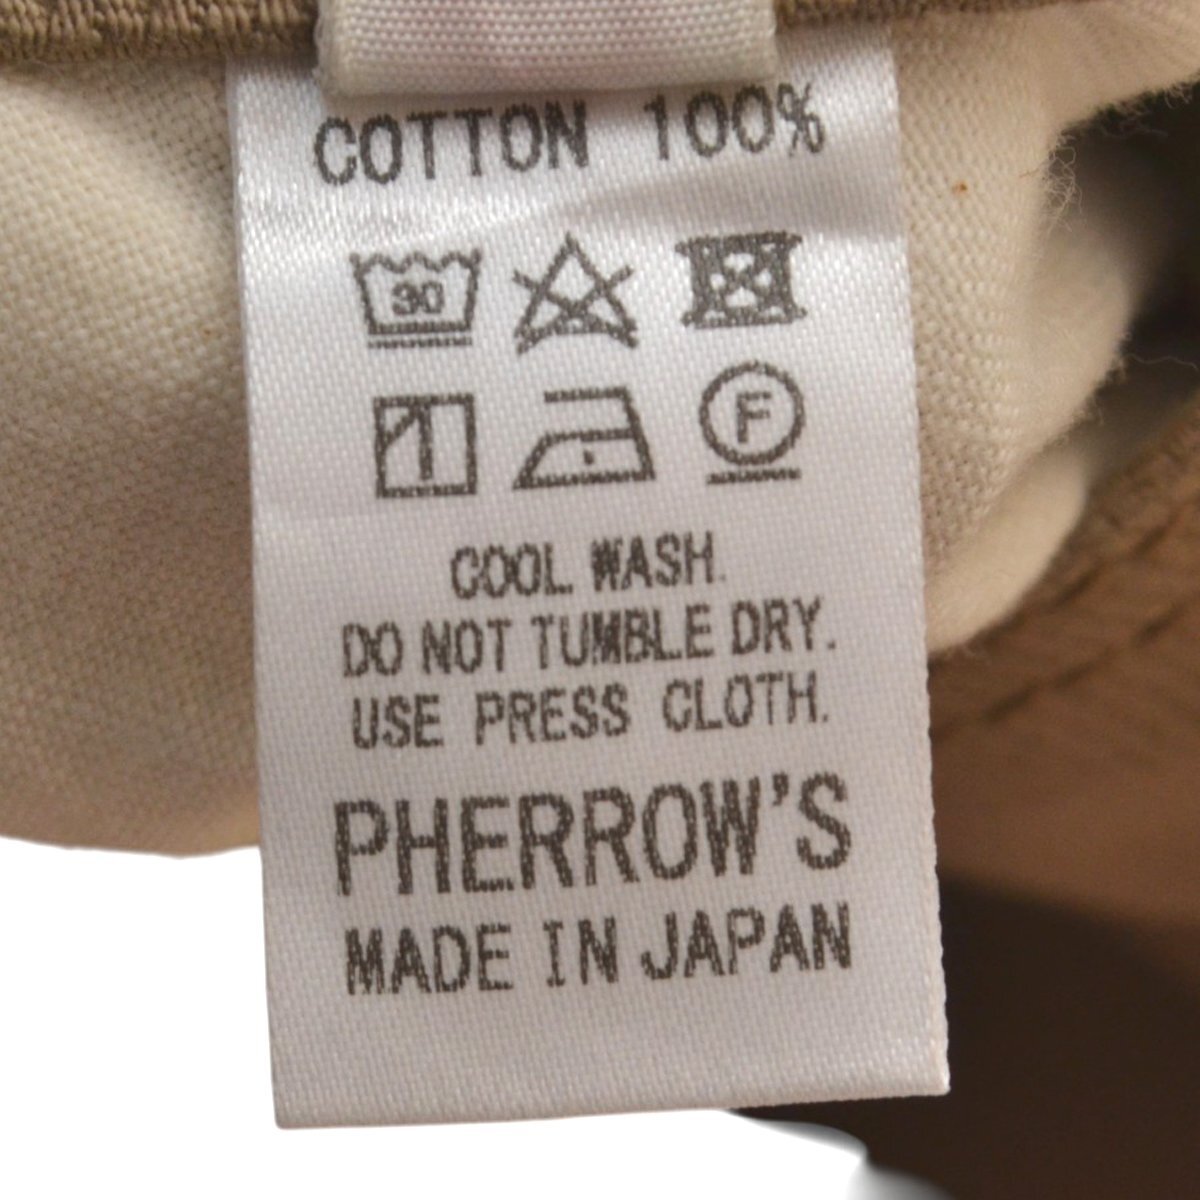 COTTON 100%
30
F
COOL WASH.
DO NOT TUMBLE DRY.
USE PRESS CLOTH.
PHERROW'S
MADE IN JAPAN